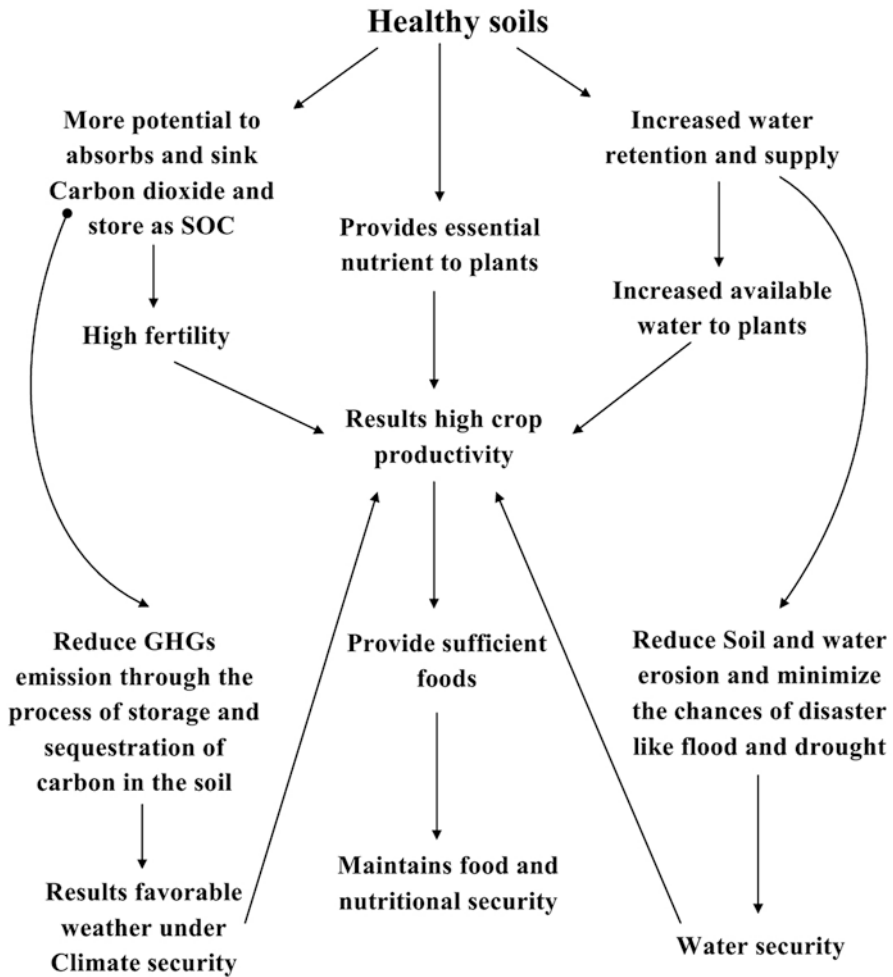 Healthy soils
More potential to
absorbs and sink
Carbon dioxide and
store as SOC
Provides essential
nutrient to plants
Increased water
retention and supply
High fertility
Increased available
water to plants
Results high crop
productivity
Reduce GHGs
emission through the
process of storage and
sequestration of
carbon in the soil
Provide sufficient
foods
Reduce Soil and water
erosion and minimize
the chances of disaster
like flood and drought
Results favorable
weather under
Climate security
Maintains food and
nutritional security
Water security